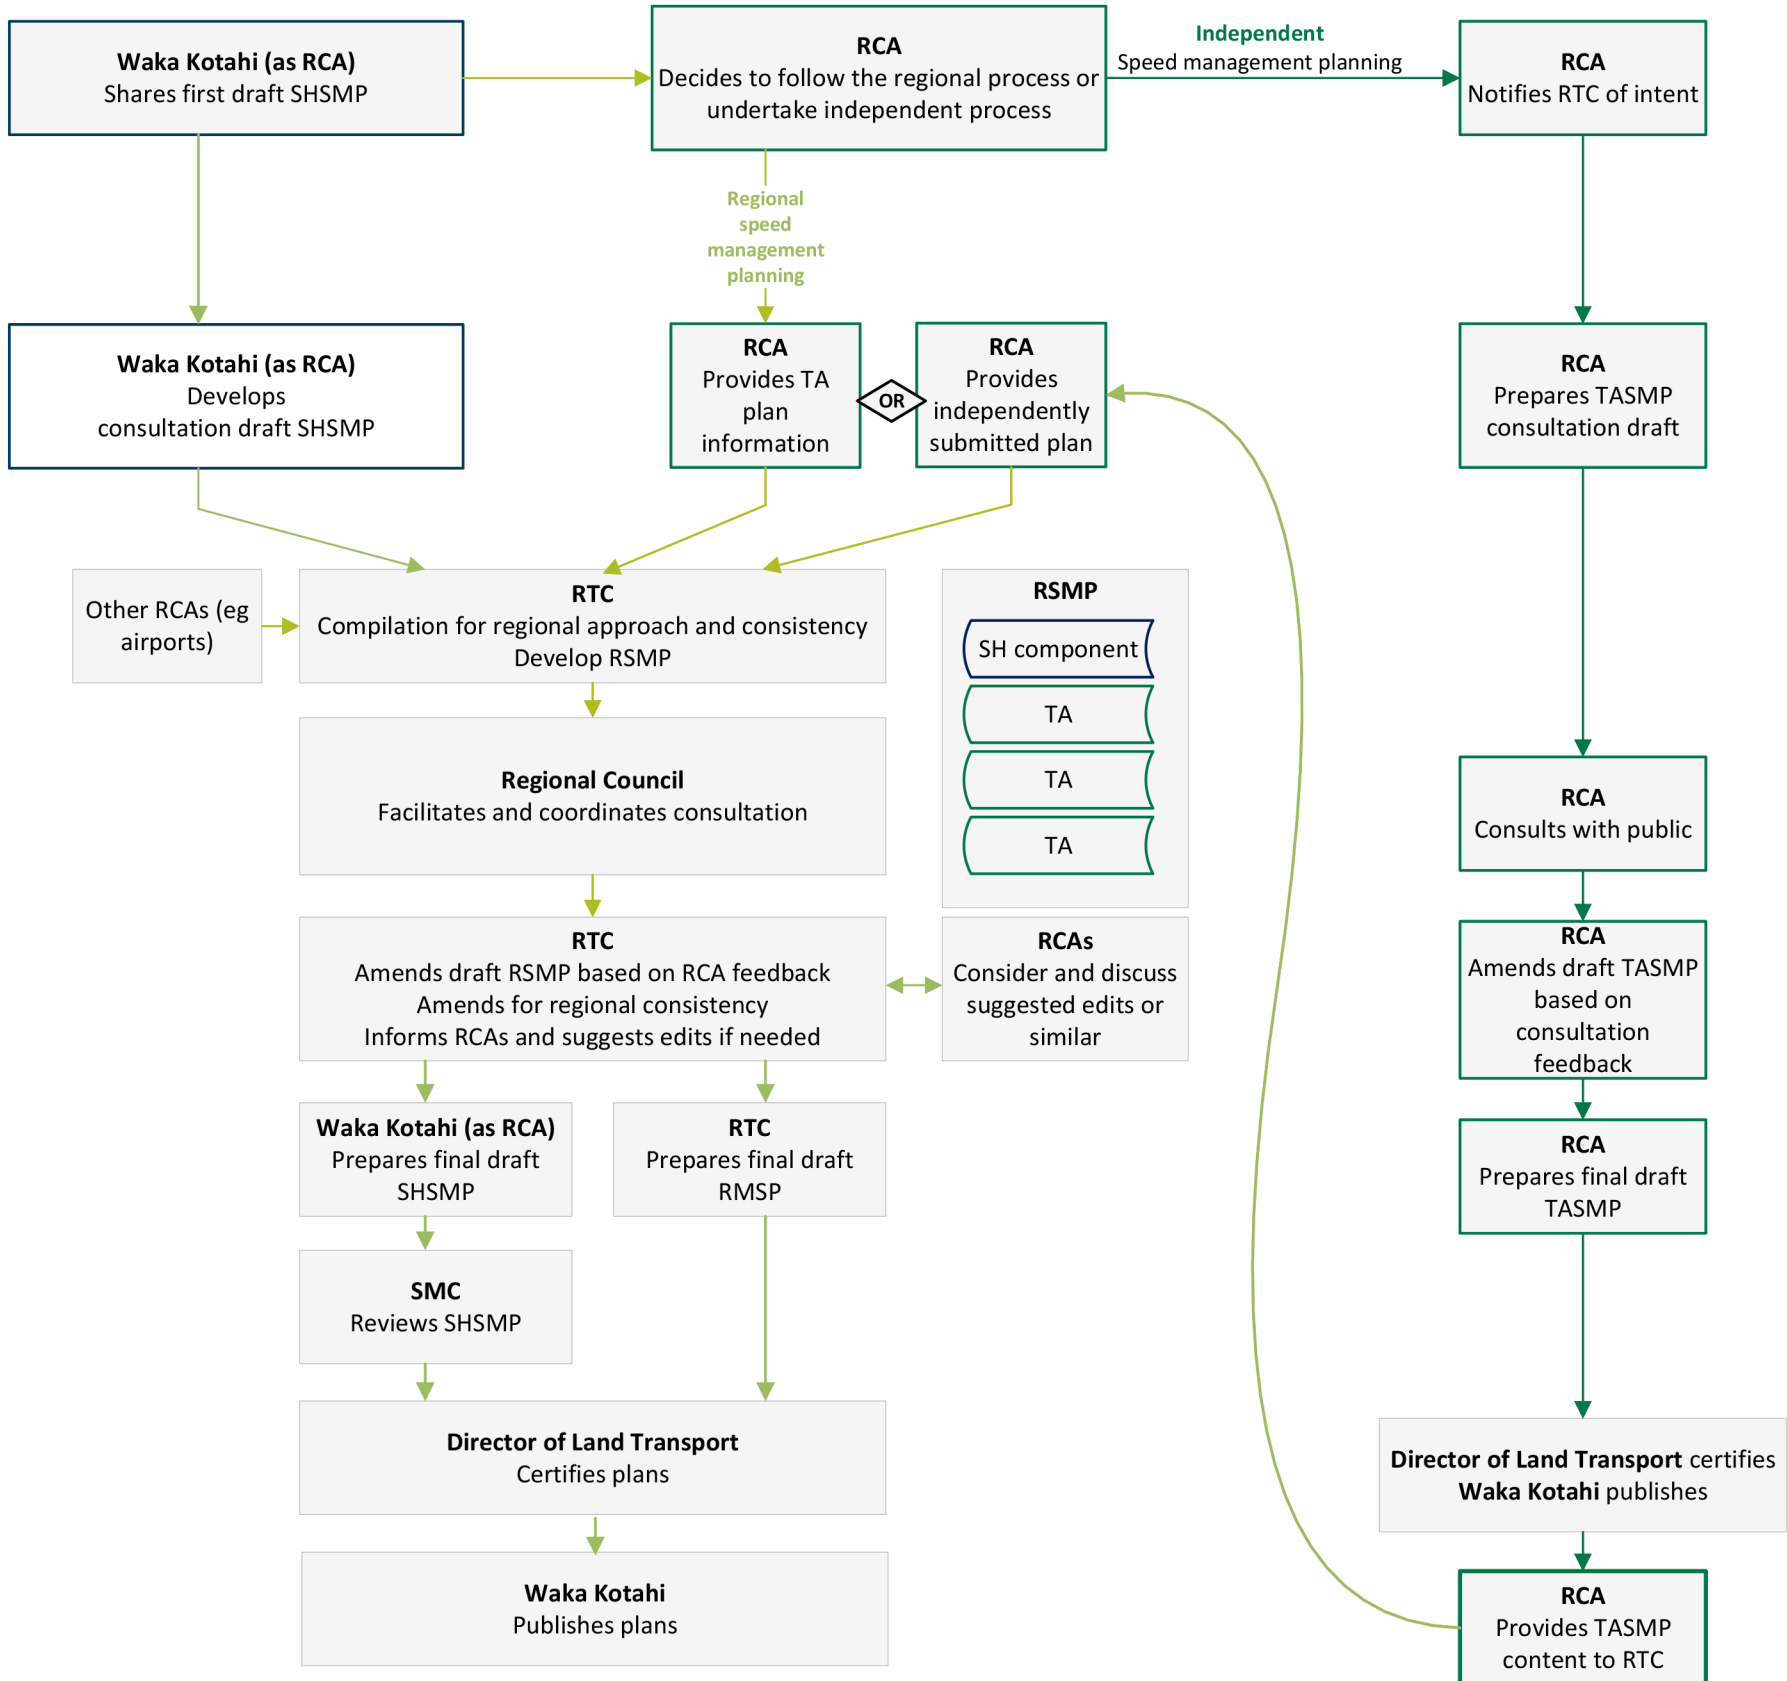 Waka Kotahi (as RCA)
Shares first draft SHSMP
RCA
Decides to follow the regional process or
undertake independent process
Independent
Speed management planning
RCA
Notifies RTC of intent
Regional
speed
management
planning
Waka Kotahi (as RCA)
Develops
consultation draft SHSMP
RCA
Provides TA
plan
information
OR
RCA
Provides
independently
submitted plan
RCA
Prepares TASMP
consultation draft
Other RCAs (eg
airports)
RTC
Compilation for regional approach and consistency
Develop RSMP
RSMP
SH component
TA
TA
TA
Regional Council
Facilitates and coordinates consultation
RCA
Consults with public
RTC
Amends draft RSMP based on RCA feedback
Amends for regional consistency
Informs RCAs and suggests edits if needed
RCAs
Consider and discuss
suggested edits or
similar
RCA
Amends draft TASMP
based on
consultation
feedback
Waka Kotahi (as RCA)
Prepares final draft
SHSMP
RTC
Prepares final draft
RMSP
RCA
Prepares final draft
TASMP
SMC
Reviews SHSMP
Director of Land Transport
Certifies plans
Director of Land Transport certifies
Waka Kotahi publishes
Waka Kotahi
Publishes plans
RCA
Provides TASMP
content to RTC